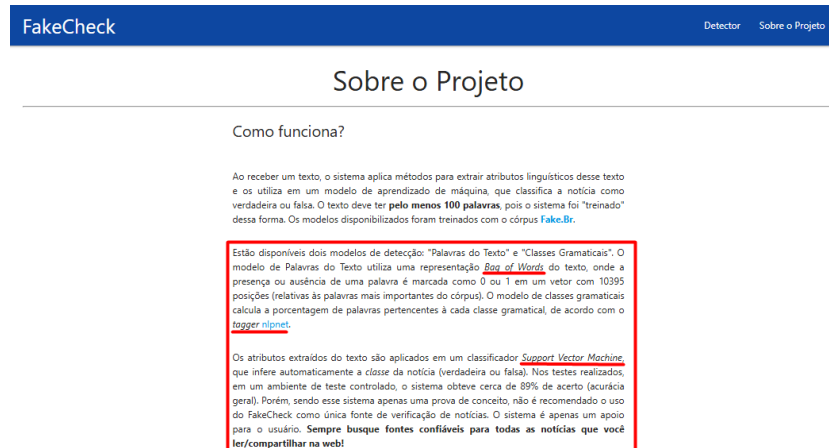 FakeCheck
Detector Sobre o Projeto
Sobre o Projeto
Como funciona?
Ao receber um texto, o sistema aplica métodos para extrair atributos linguísticos desse texto
e os utiliza em um modelo de aprendizado de máquina, que classifica a notícia como
verdadeira ou falsa. O texto deve ter pelo menos 100 palavras, pois o sistema foi "treinado"
dessa forma. Os modelos disponibilizados foram treinados com o córpus Fake.Br.
Estão disponíveis dois modelos de detecção: "Palavras do Texto" e "Classes Gramaticais". O
modelo de Palavras do Texto utiliza uma representação Bag of Words do texto, onde a
presença ou ausência de uma palavra é marcada como 0 ou 1 em um vetor com 10395
posições (relativas às palavras mais importantes do córpus). O modelo de classes gramaticais
calcula a porcentagem de palavras pertencentes à cada classe gramatical, de acordo com o
tagger nlpnet.
Os atributos extraídos do texto são aplicados em um classificador Support Vector Machine,
que infere automaticamente a classe da notícia (verdadeira ou falsa). Nos testes realizados,
em um ambiente de teste controlado, o sistema obteve cerca de 89% de acerto (acurácia
geral). Porém, sendo esse sistema apenas uma prova de conceito, não é recomendado o uso
do FakeCheck como única fonte de verificação de notícias. O sistema é apenas um apoio
para o usuário. Sempre busque fontes confiáveis para todas as notícias que você
ler/compartilhar na web!